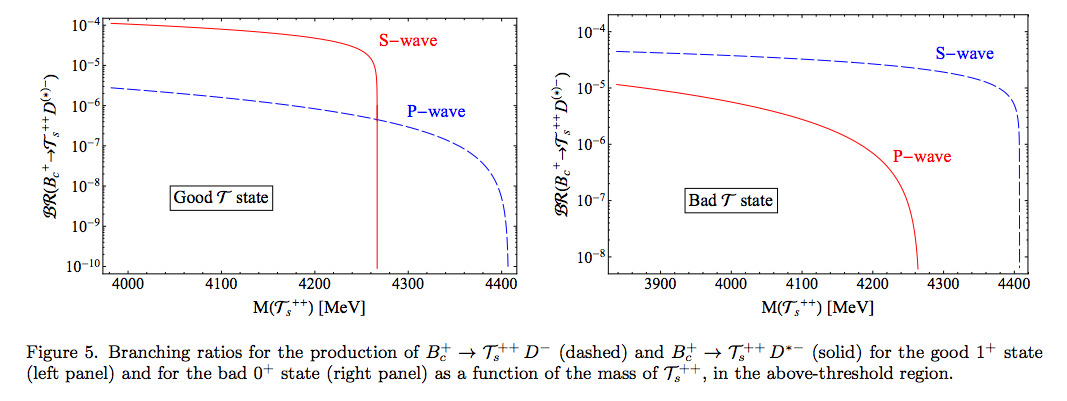 10⁻⁴
10⁻⁵
10⁻⁶
10⁻⁷
10⁻⁸
10⁻⁹
10⁻¹⁰
ℬℛ(B_c⁺→𝒯_s⁺⁺D⁽*⁾⁻)
S−wave
P−wave
Good 𝒯 state
4000 4100 4200 4300 4400
M(𝒯_s⁺⁺) [MeV]
10⁻⁴
10⁻⁵
10⁻⁶
10⁻⁷
10⁻⁸
ℬℛ(B_c⁺→𝒯_s⁺⁺D⁽*⁾⁻)
S−wave
P−wave
Bad 𝒯 state
3900 4000 4100 4200 4300 4400
M(𝒯_s⁺⁺) [MeV]
Figure 5. Branching ratios for the production of B_c⁺ → 𝒯_s⁺⁺ D⁻ (dashed) and B_c⁺ → 𝒯_s⁺⁺ D*⁻ (solid) for the good 1⁺ state
(left panel) and for the bad 0⁺ state (right panel) as a function of the mass of 𝒯_s⁺⁺, in the above-threshold region.